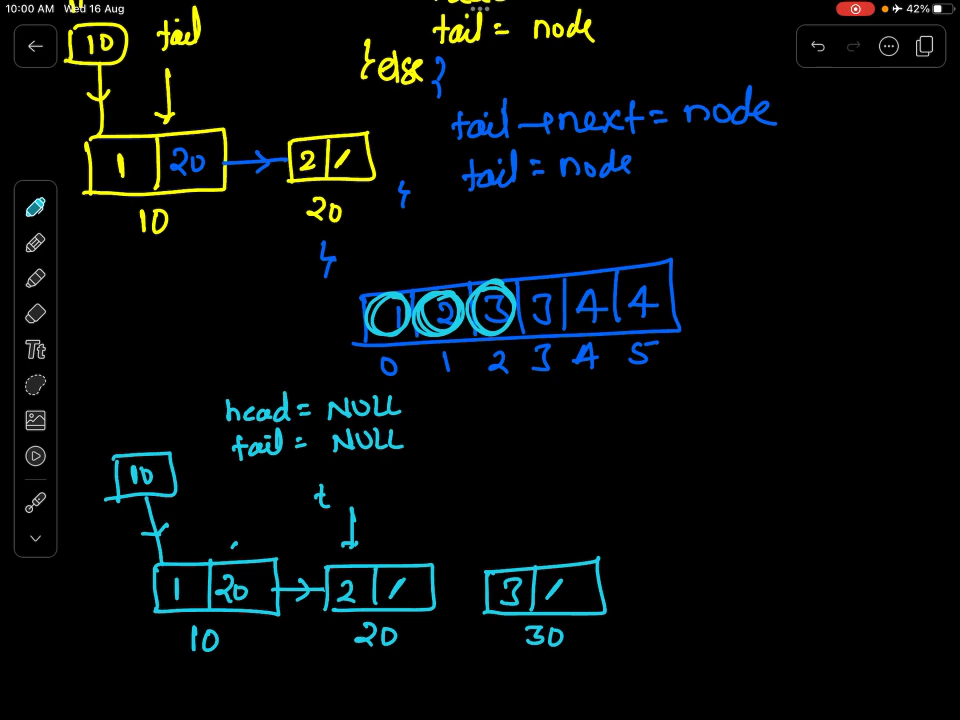 10:00 AM Wed 16 Aug
42%
10 tail
tail = node
} else {
tail → next = node
1 20 2 /
tail = node
10 20
}
}
1 2 3 3 4 4
0 1 2 3 4 5
head = NULL
tail = NULL
10
t
1 20 2 / 3 /
10 20 30
Tt